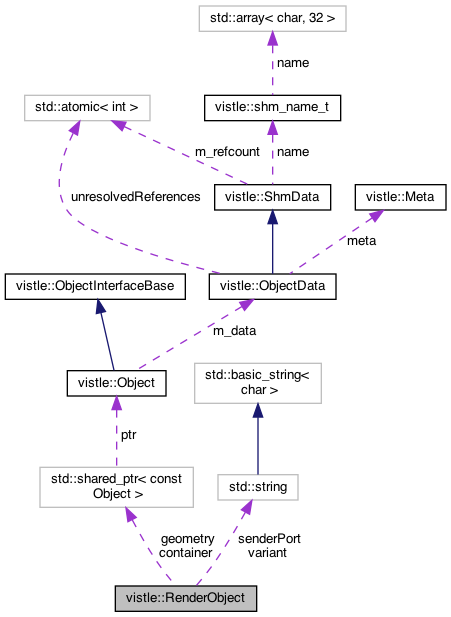 std::array< char, 32 >
name
std::atomic< int >
vistle::shm_name_t
m_refcount
name
unresolvedReferences
vistle::ShmData
vistle::Meta
meta
vistle::ObjectInterfaceBase
vistle::ObjectData
m_data
vistle::Object
std::basic_string<
char >
ptr
std::shared_ptr< const
Object >
std::string
geometry
container
senderPort
variant
vistle::RenderObject